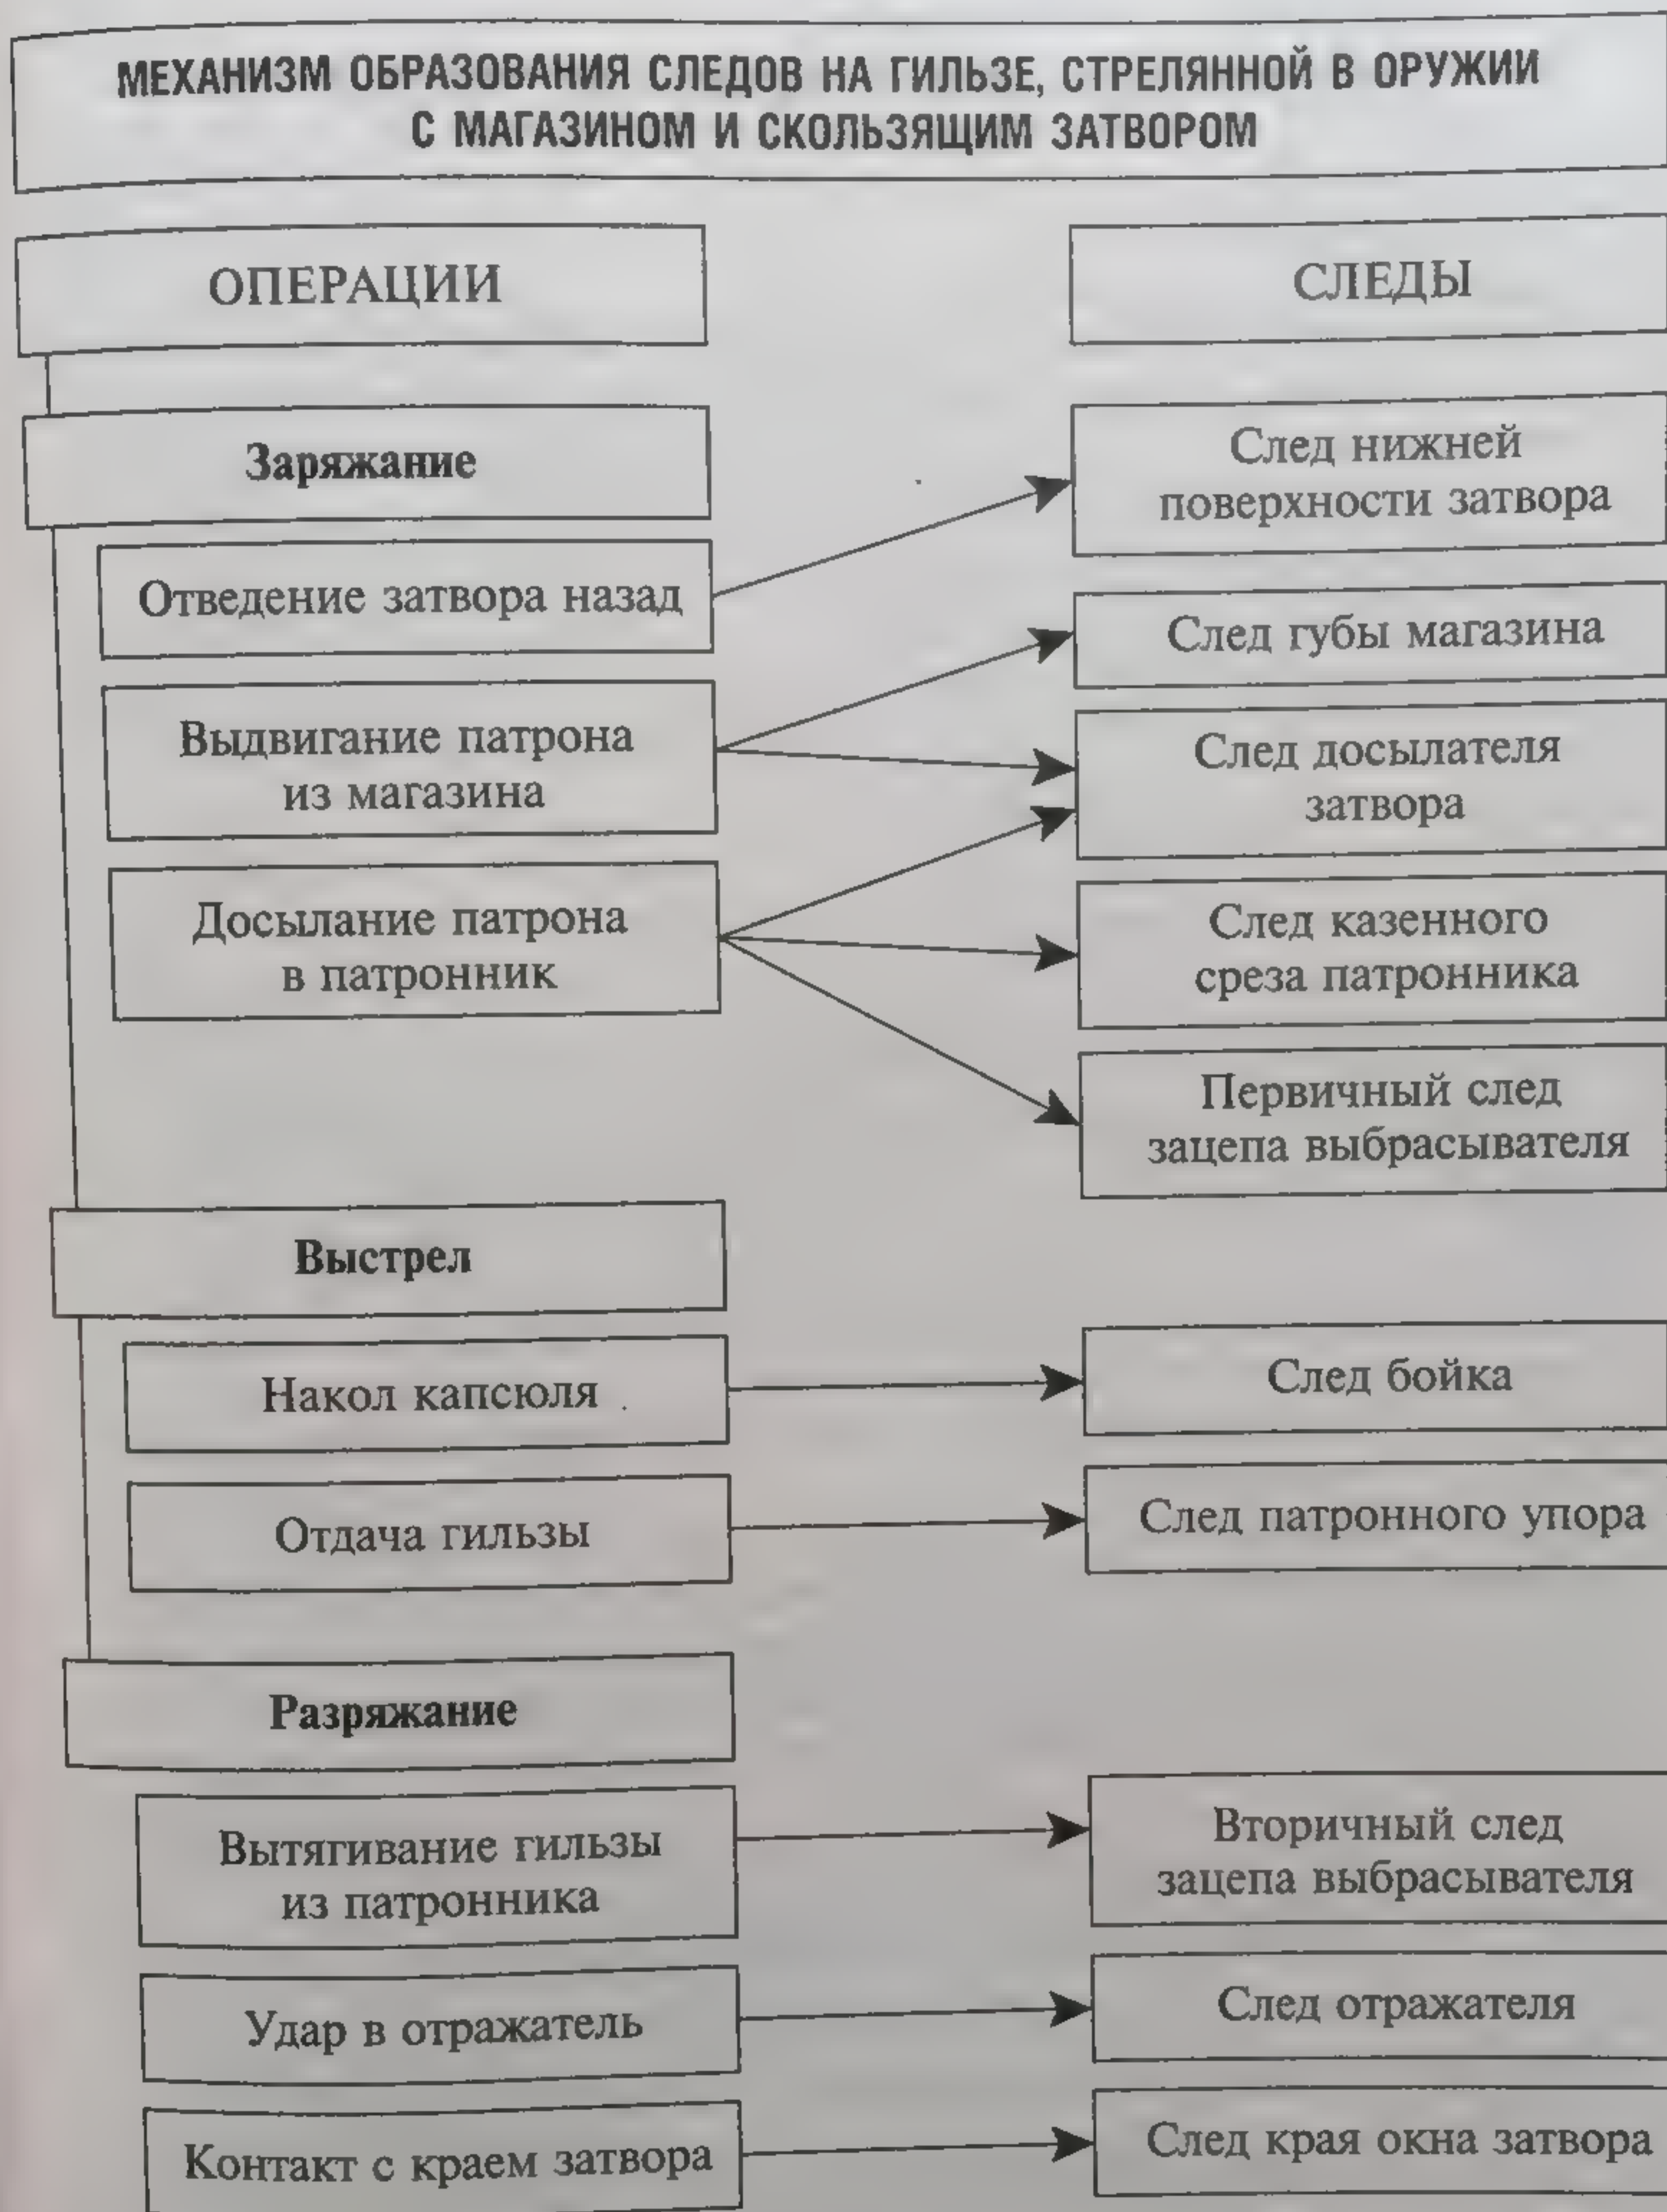 МЕХАНИЗМ ОБРАЗОВАНИЯ СЛЕДОВ НА ГИЛЬЗЕ, СТРЕЛЯННОЙ В ОРУЖИИ
С МАГАЗИНОМ И СКОЛЬЗЯЩИМ ЗАТВОРОМ
ОПЕРАЦИИ
СЛЕДЫ
Заряжание
След нижней
поверхности затвора
Отведение затвора назад
След губы магазина
Выдвигание патрона
из магазина
След досылателя
затвора
Досылание патрона
в патронник
След казенного
среза патронника
Первичный след
зацепа выбрасывателя
Выстрел
Накол капсюля
След бойка
Отдача гильзы
След патронного упора
Разряжание
Вытягивание гильзы
из патронника
Вторичный след
зацепа выбрасывателя
Удар в отражатель
След отражателя
Контакт с краем затвора
След края окна затвора